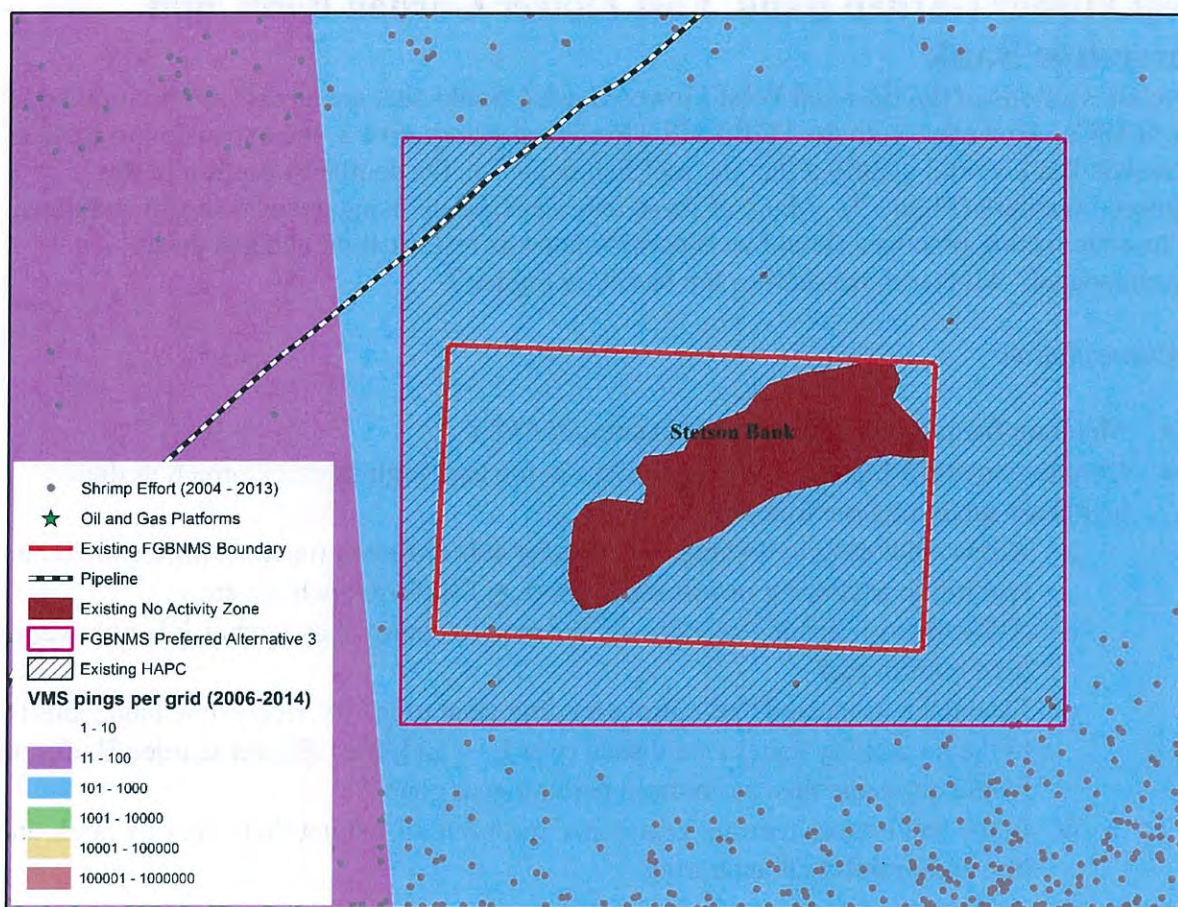 Stetson Bank
Shrimp Effort (2004 - 2013)
Oil and Gas Platforms
Existing FGBNMS Boundary
Pipeline
Existing No Activity Zone
FGBNMS Preferred Alternative 3
Existing HAPC
VMS pings per grid (2006-2014)
1 - 10
11 - 100
101 - 1000
1001 - 10000
10001 - 100000
100001 - 1000000